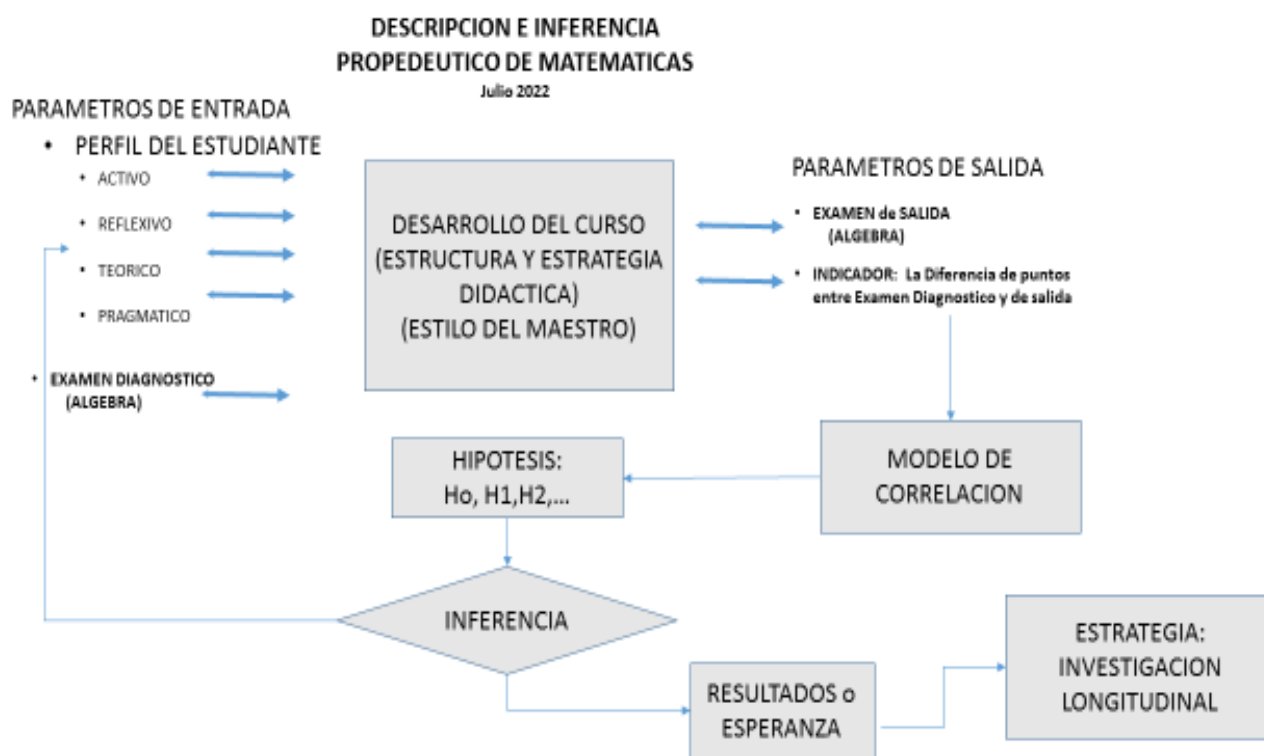 DESCRIPCION E INFERENCIA
PROPEDEUTICO DE MATEMATICAS
Julio 2022
PARAMETROS DE ENTRADA
• PERFIL DEL ESTUDIANTE
• ACTIVO
• REFLEXIVO
• TEORICO
• PRAGMATICO
• EXAMEN DIAGNOSTICO
(ALGEBRA)
DESARROLLO DEL CURSO
(ESTRUCTURA Y ESTRATEGIA
DIDACTICA)
(ESTILO DEL MAESTRO)
PARAMETROS DE SALIDA
• EXAMEN de SALIDA
(ALGEBRA)
• INDICADOR: La Diferencia de puntos
entre Examen Diagnostico y de salida
MODELO DE
CORRELACION
HIPOTESIS:
Ho, H1,H2,...
INFERENCIA
RESULTADOS o
ESPERANZA
ESTRATEGIA:
INVESTIGACION
LONGITUDINAL